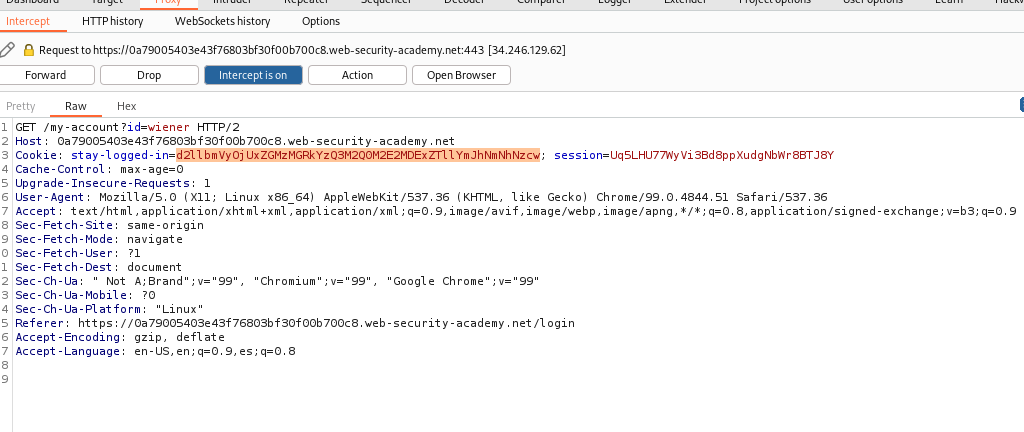 Dashboard Target Proxy Intruder Repeater Sequencer Decoder Comparer Logger Extender Project options User options Learn
Intercept HTTP history WebSockets history Options
Request to https://0a79005403e43f76803bf30f00b700c8.web-security-academy.net:443 [34.246.129.62]
Forward Drop Intercept is on Action Open Browser
Pretty Raw Hex
1 GET /my-account?id=wiener HTTP/2
2 Host: 0a79005403e43f76803bf30f00b700c8.web-security-academy.net
3 Cookie: stay-logged-in=d2llbmVyOjUxZGMzMGRkYzQ3M2Q0M2E2MDExZTllYmJhNmNhNzcw; session=Uq5LHU77WyVi3Bd8ppXudgNbWr8BTJ8Y
4 Cache-Control: max-age=0
5 Upgrade-Insecure-Requests: 1
6 User-Agent: Mozilla/5.0 (X11; Linux x86_64) AppleWebKit/537.36 (KHTML, like Gecko) Chrome/99.0.4844.51 Safari/537.36
7 Accept: text/html,application/xhtml+xml,application/xml;q=0.9,image/avif,image/webp,image/apng,*/*;q=0.8,application/signed-exchange;v=b3;q=0.9
8 Sec-Fetch-Site: same-origin
9 Sec-Fetch-Mode: navigate
0 Sec-Fetch-User: ?1
1 Sec-Fetch-Dest: document
2 Sec-Ch-Ua: " Not A;Brand";v="99", "Chromium";v="99", "Google Chrome";v="99"
3 Sec-Ch-Ua-Mobile: ?0
4 Sec-Ch-Ua-Platform: "Linux"
5 Referer: https://0a79005403e43f76803bf30f00b700c8.web-security-academy.net/login
6 Accept-Encoding: gzip, deflate
7 Accept-Language: en-US,en;q=0.9,es;q=0.8
8
9